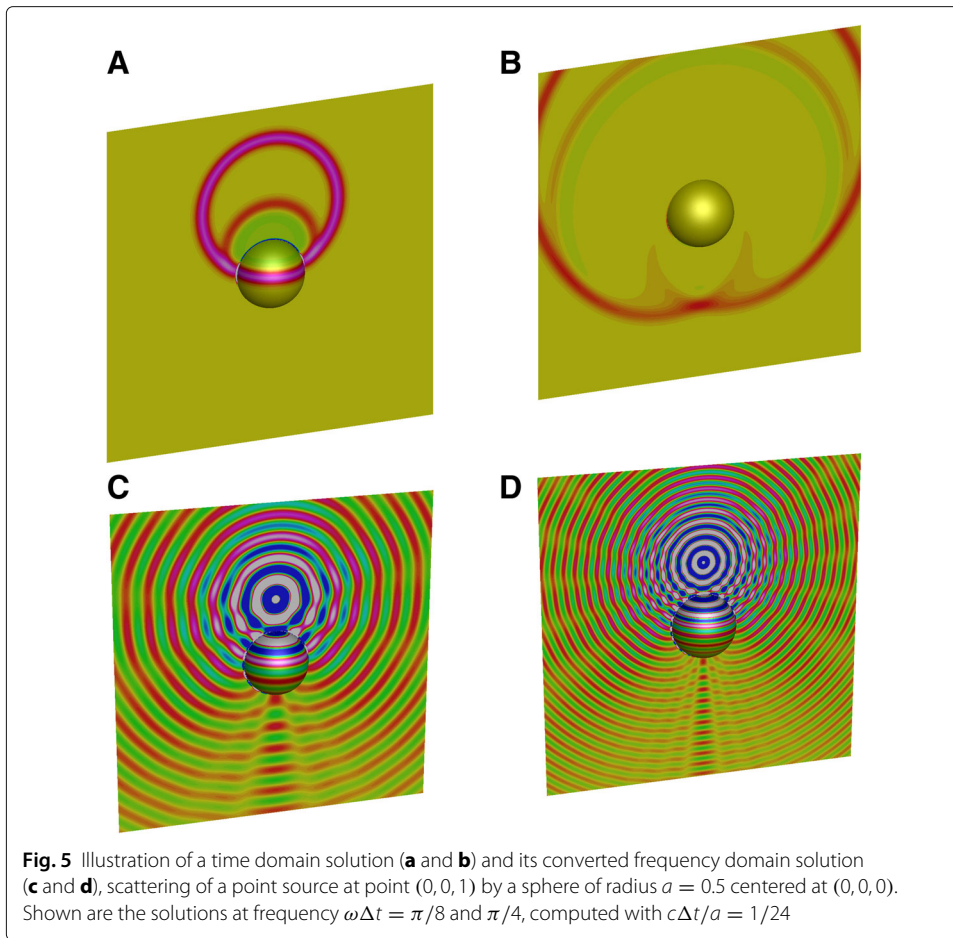 A
B
C
D
Fig. 5 Illustration of a time domain solution (a and b) and its converted frequency domain solution
(c and d), scattering of a point source at point (0, 0, 1) by a sphere of radius a = 0.5 centered at (0, 0, 0).
Shown are the solutions at frequency ωΔt = π/8 and π/4, computed with cΔt/a = 1/24